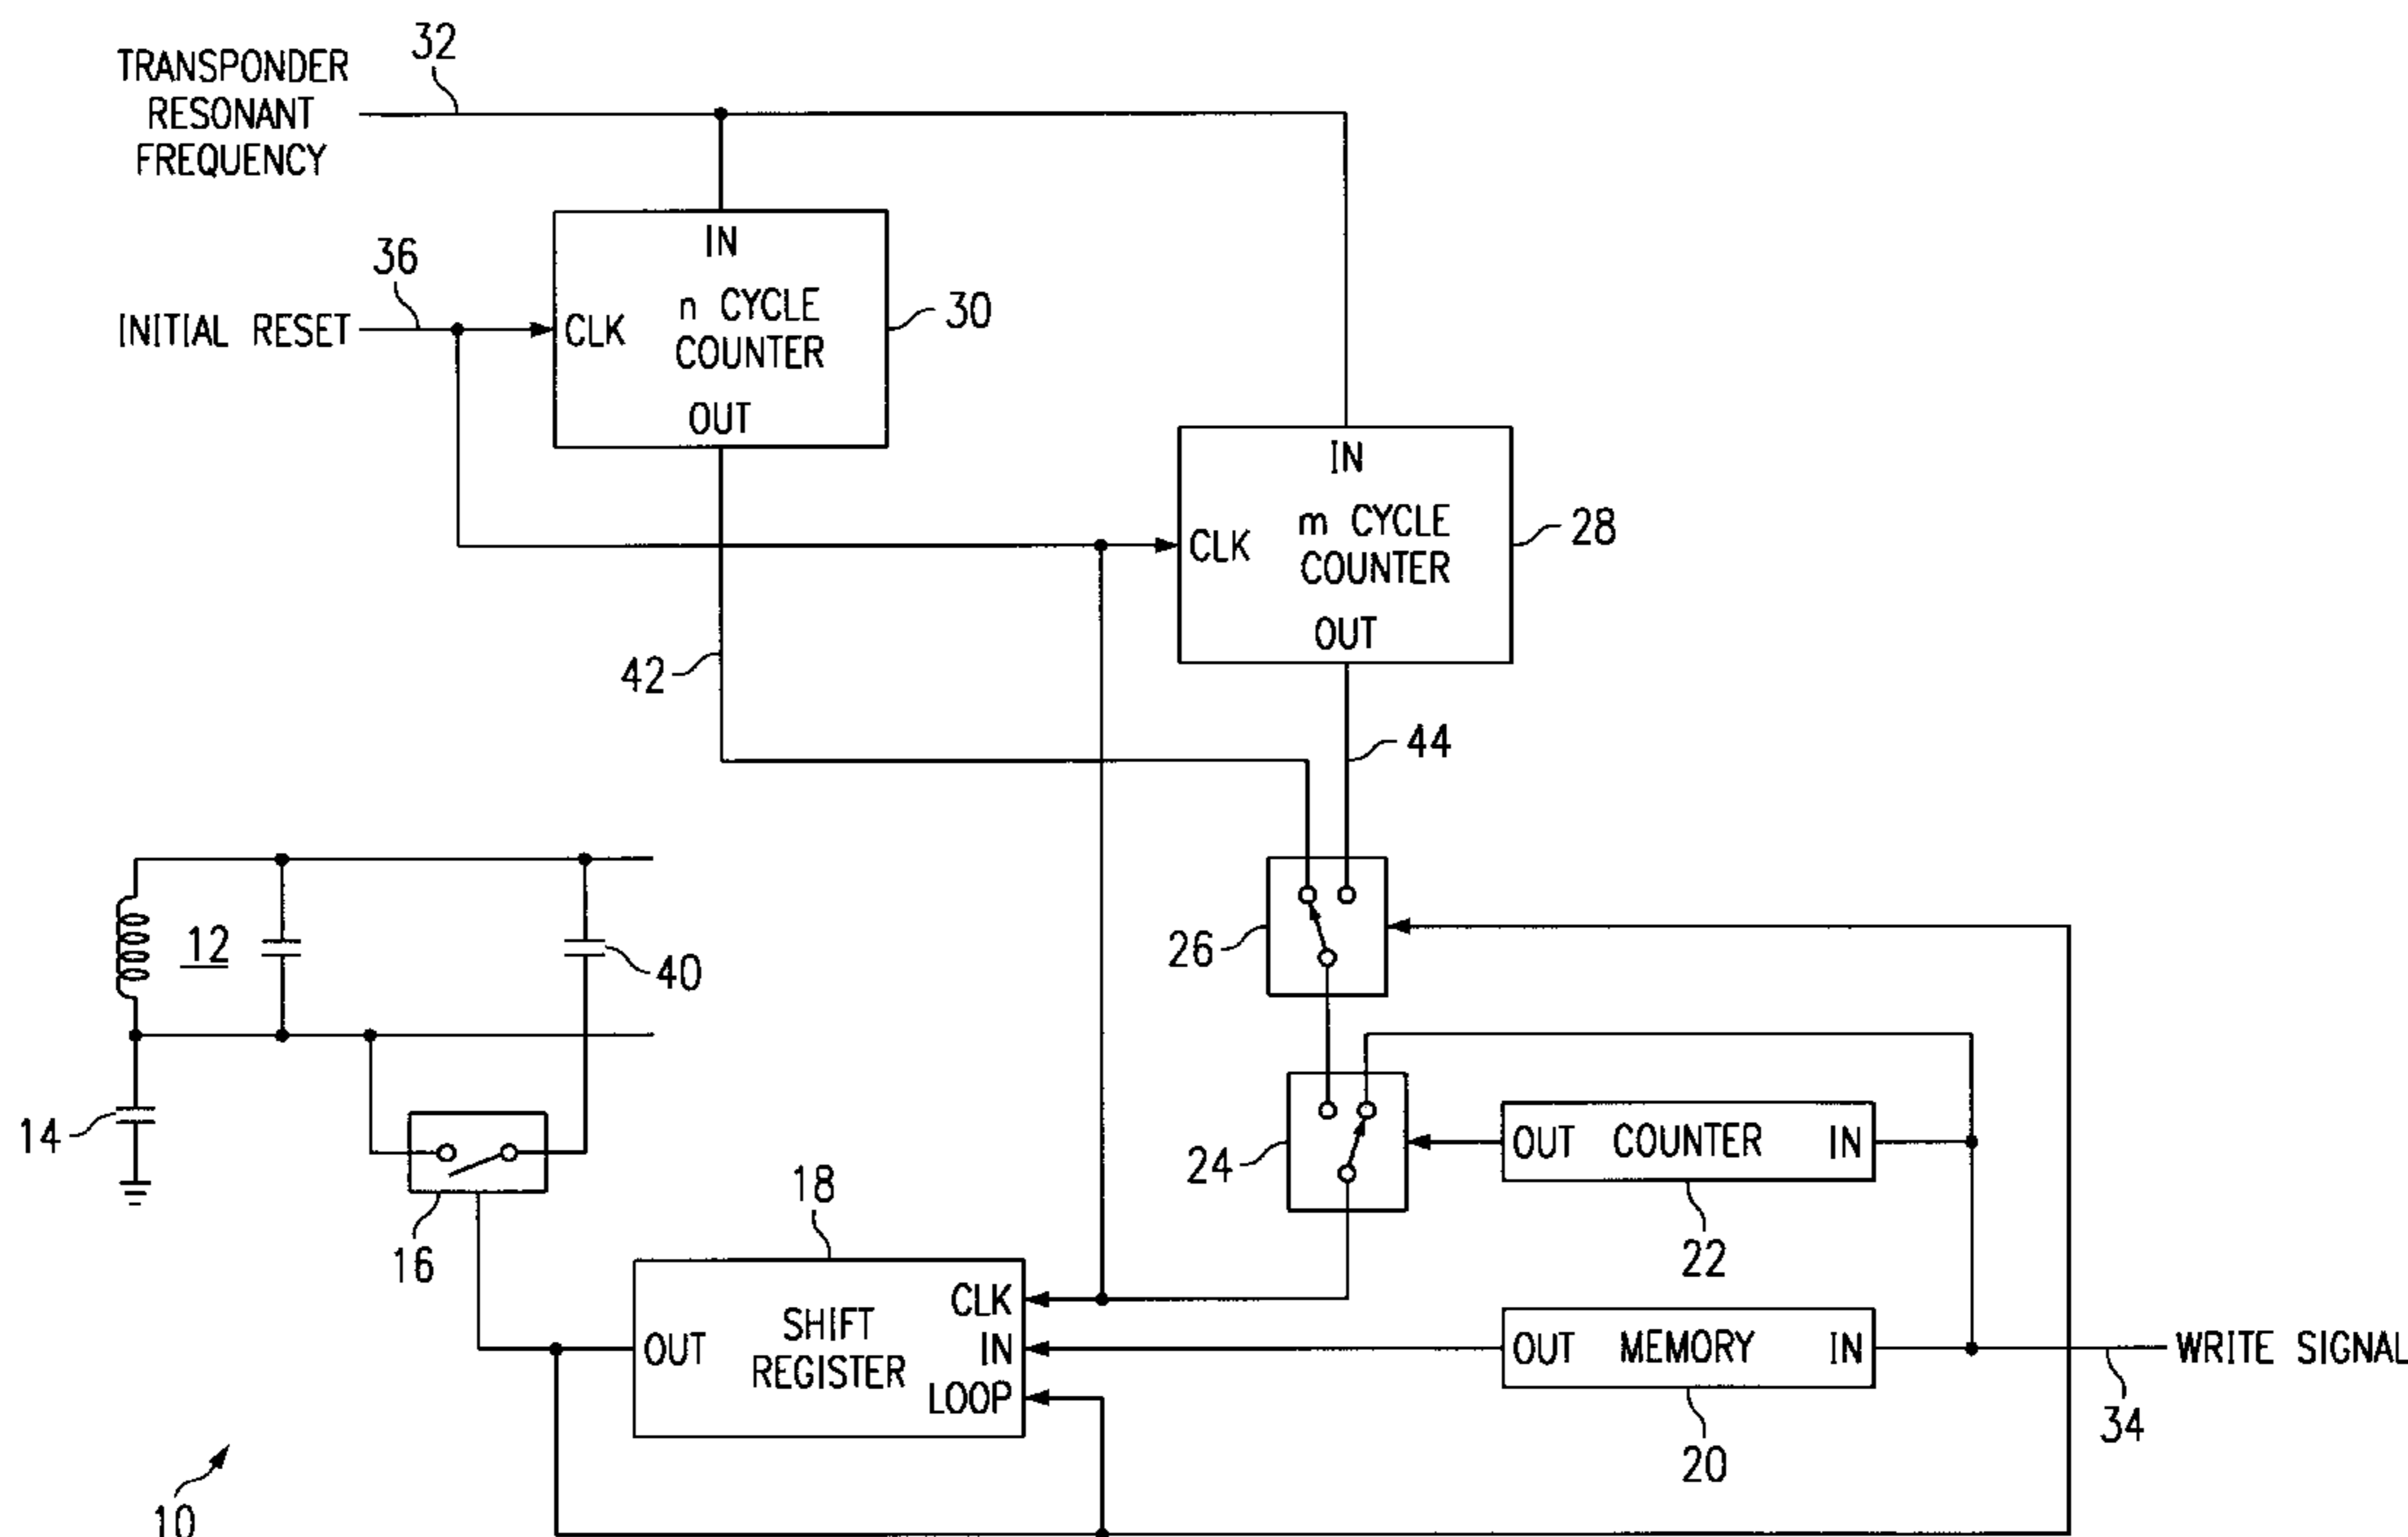 32
TRANSPONDER
RESONANT
FREQUENCY
36
INITIAL RESET
IN
CLK
n CYCLE
COUNTER
OUT
30
IN
CLK
m CYCLE
COUNTER
OUT
28
42
44
12
40
26
14
16
24
OUT COUNTER IN
22
18
OUT
SHIFT
REGISTER
CLK
IN
LOOP
OUT MEMORY IN
20
WRITE SIGNAL
34
10